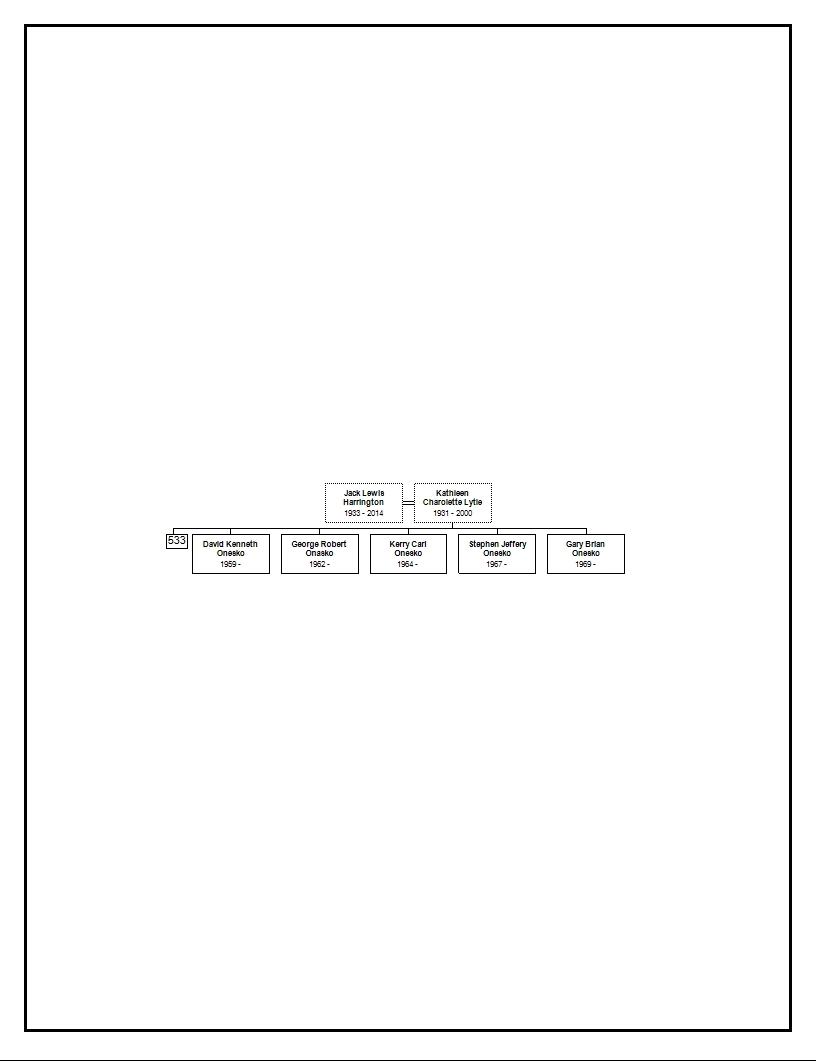 Jack Lewis
Harrington
1933 - 2014
Kathleen
Charolette Lytle
1931 - 2000
533
David Kenneth
Onesko
1959 -
George Robert
Onasko
1962 -
Kerry Carl
Onesko
1964 -
Stephen Jeffery
Onesko
1967 -
Gary Brian
Onesko
1969 -